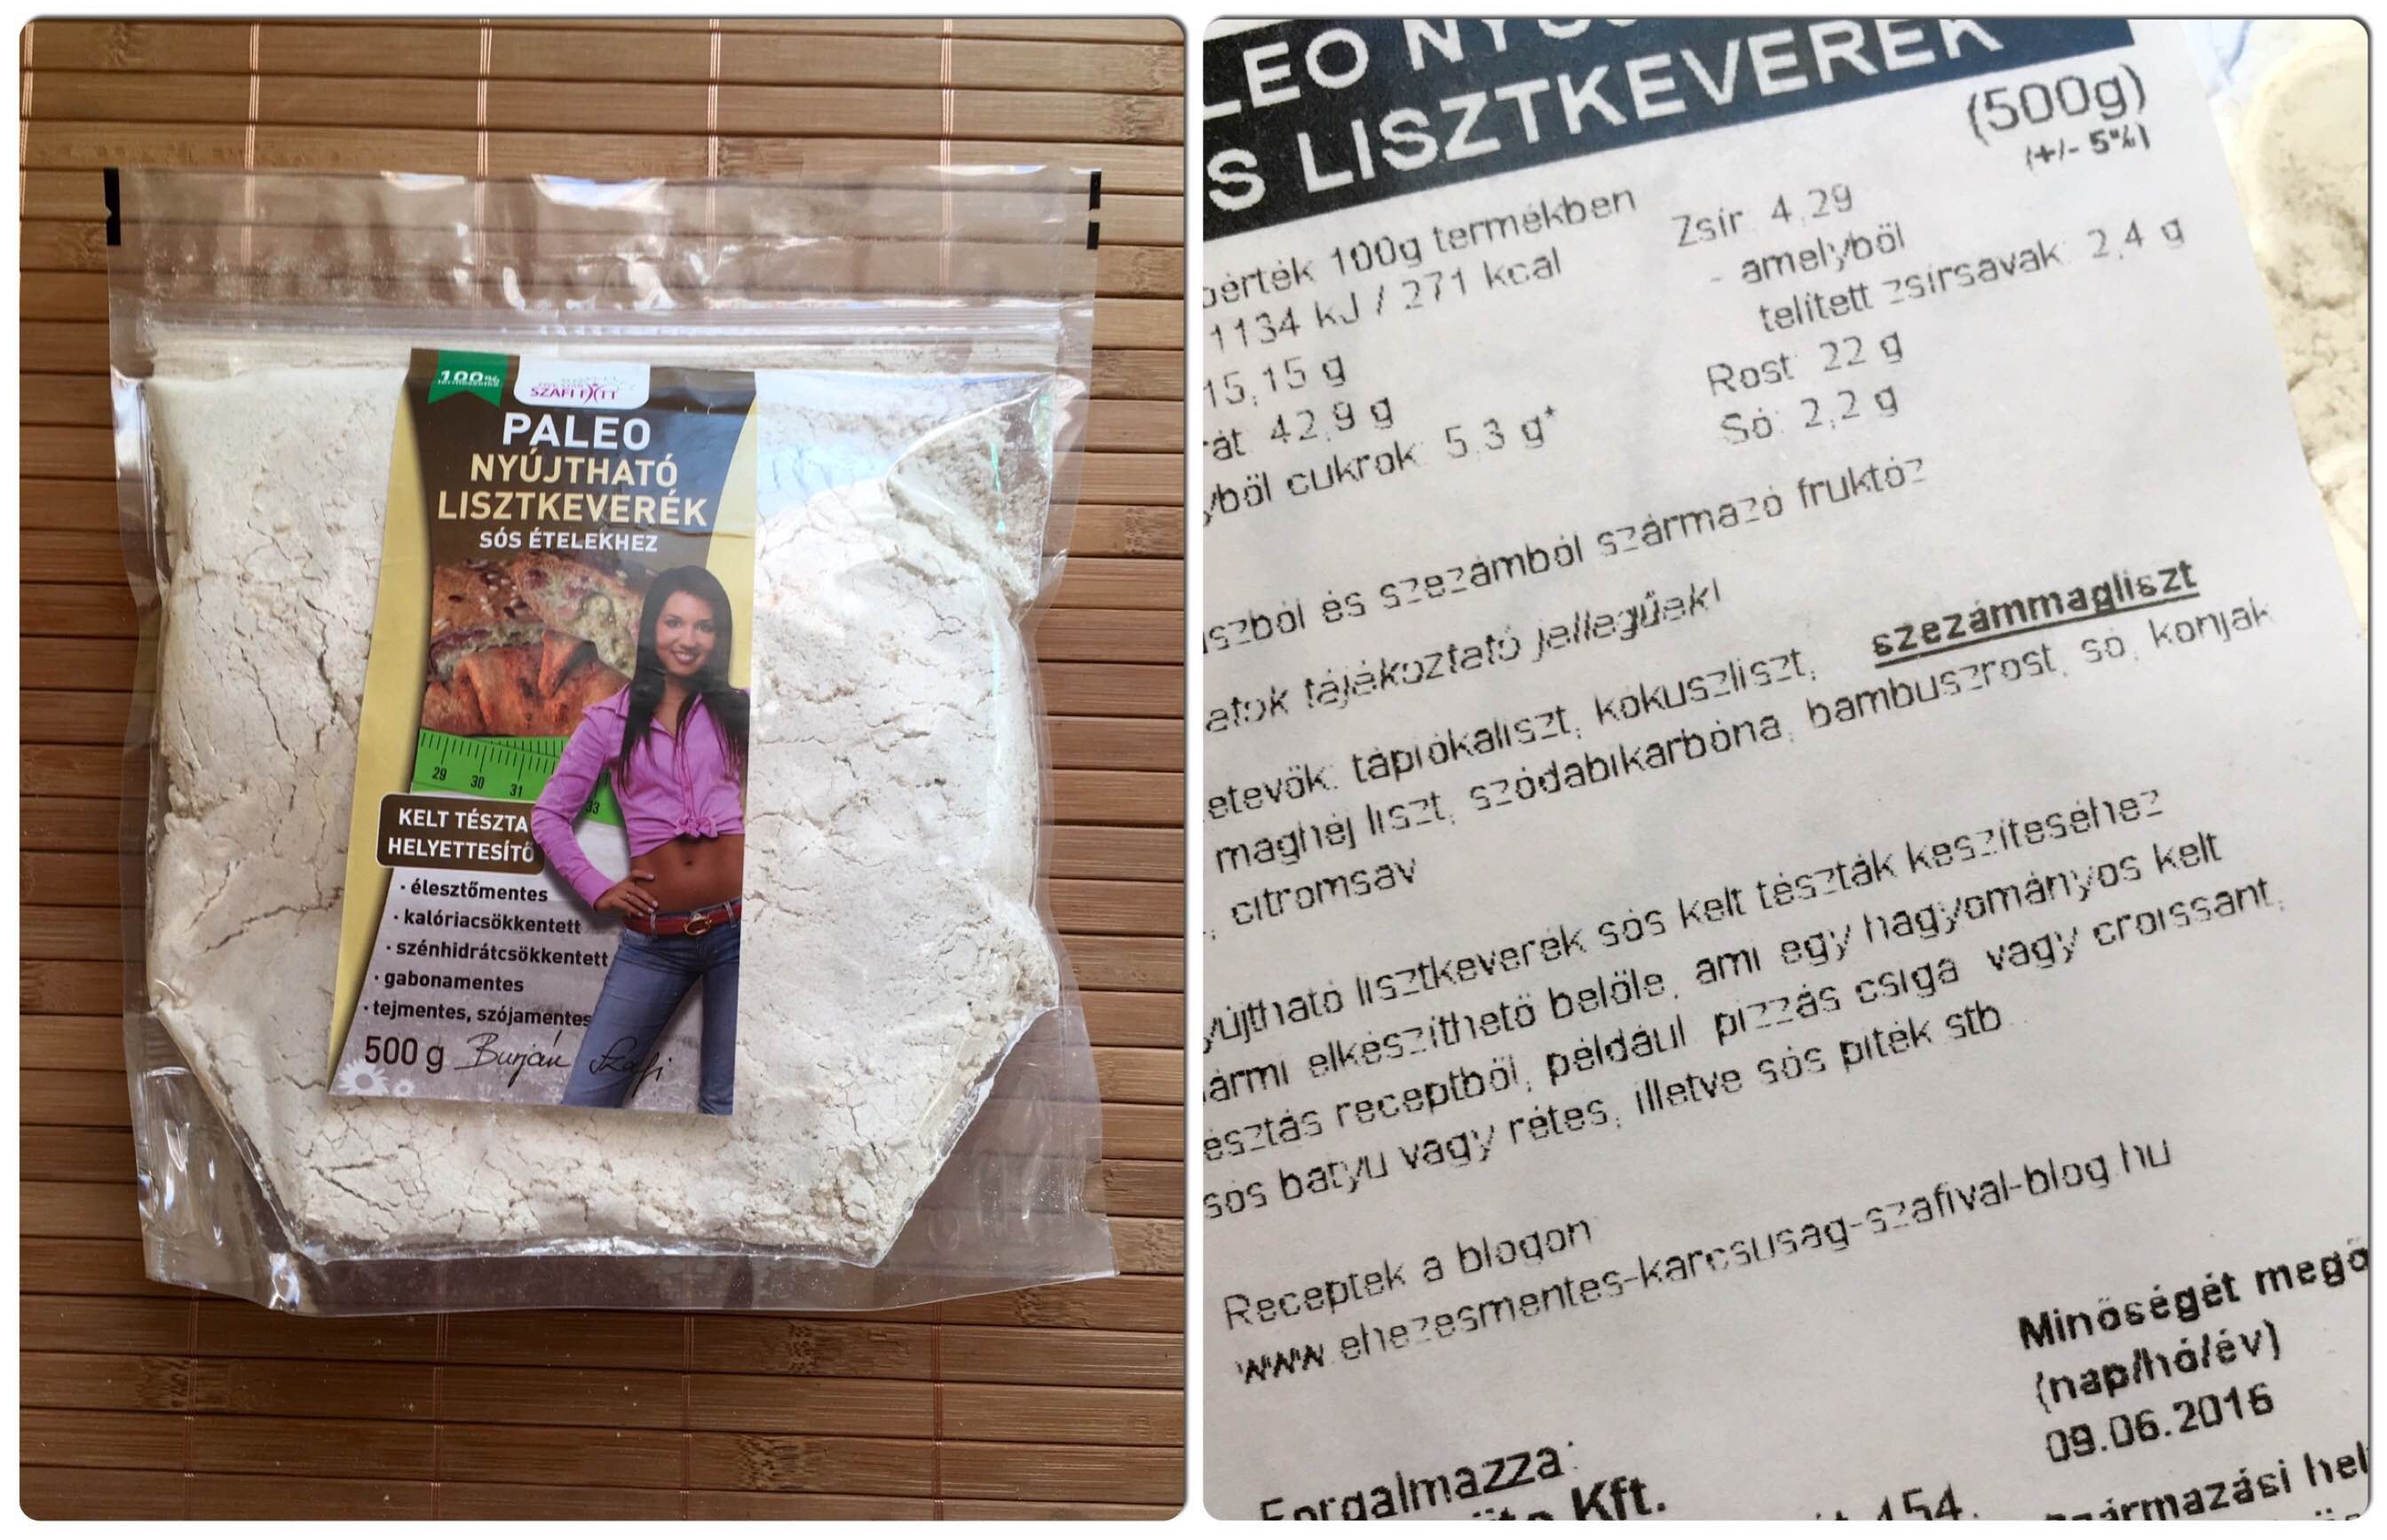 100%
SZAFI FITT
PALEO
NYÚJTHATÓ
LISZTKEVERÉK
SÓS ÉTELEKHEZ
29 30 31 33
KELT TÉSZTA
HELYETTESÍTŐ
· élesztőmentes
· kalóriacsökkentett
· szénhidrátcsökkentett
· gabonamentes
· tejmentes, szójamentes
500 g Burján Szafi
LEO NYÚ
S LISZTKEVERÉK
(500g)
(+/- 5%)
érték 100g termékben
1134 kJ / 271 kcal
15,15 g
rát 42,9 g
yből cukrok 5,3 g*
Zsír 4,29
- amelyből
telített zsírsavak 2,4 g
Rost 22 g
Só: 2,2 g
szból és szezámból származó fruktóz
atok tájékoztató jellegűek!
etevők: tápiókaliszt, kókuszliszt, szezámmagliszt
maghéj liszt, szódabikarbóna, bambuszrost, só, konjak
, citromsav
yújtható lisztkeverék sós kelt tészták készítéséhez
ármi elkészíthető belőle, ami egy hagyományos kelt
észtás receptből, például pizzás csiga vagy croissant,
sós batyu vagy rétes, illetve sós piték stb
Receptek a blogon
www.ehezesmentes-karcsusag-szafival-blog.hu
Minőségét megő
(nap/hó/év)
09.06.2016
Forgalmazza:
Kft.
154.
Származási hel